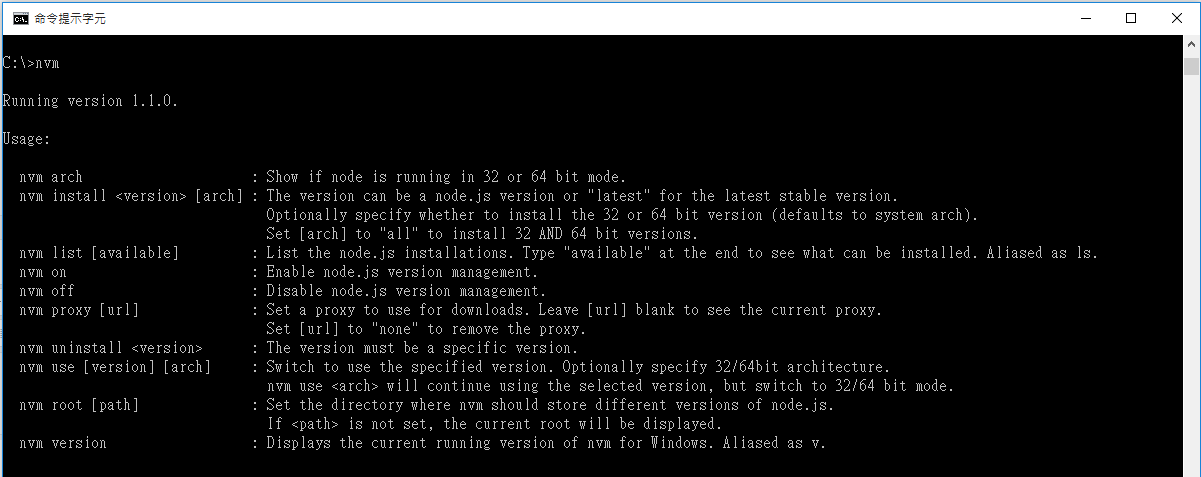 命令提示字元
C:\>nvm
Running version 1.1.0.
Usage:
nvm arch : Show if node is running in 32 or 64 bit mode.
nvm install <version> [arch] : The version can be a node.js version or "latest" for the latest stable version.
Optionally specify whether to install the 32 or 64 bit version (defaults to system arch).
Set [arch] to "all" to install 32 AND 64 bit versions.
nvm list [available] : List the node.js installations. Type "available" at the end to see what can be installed. Aliased as ls.
nvm on : Enable node.js version management.
nvm off : Disable node.js version management.
nvm proxy [url] : Set a proxy to use for downloads. Leave [url] blank to see the current proxy.
Set [url] to "none" to remove the proxy.
nvm uninstall <version> : The version must be a specific version.
nvm use [version] [arch] : Switch to use the specified version. Optionally specify 32/64bit architecture.
nvm use <arch> will continue using the selected version, but switch to 32/64 bit mode.
nvm root [path] : Set the directory where nvm should store different versions of node.js.
If <path> is not set, the current root will be displayed.
nvm version : Displays the current running version of nvm for Windows. Aliased as v.